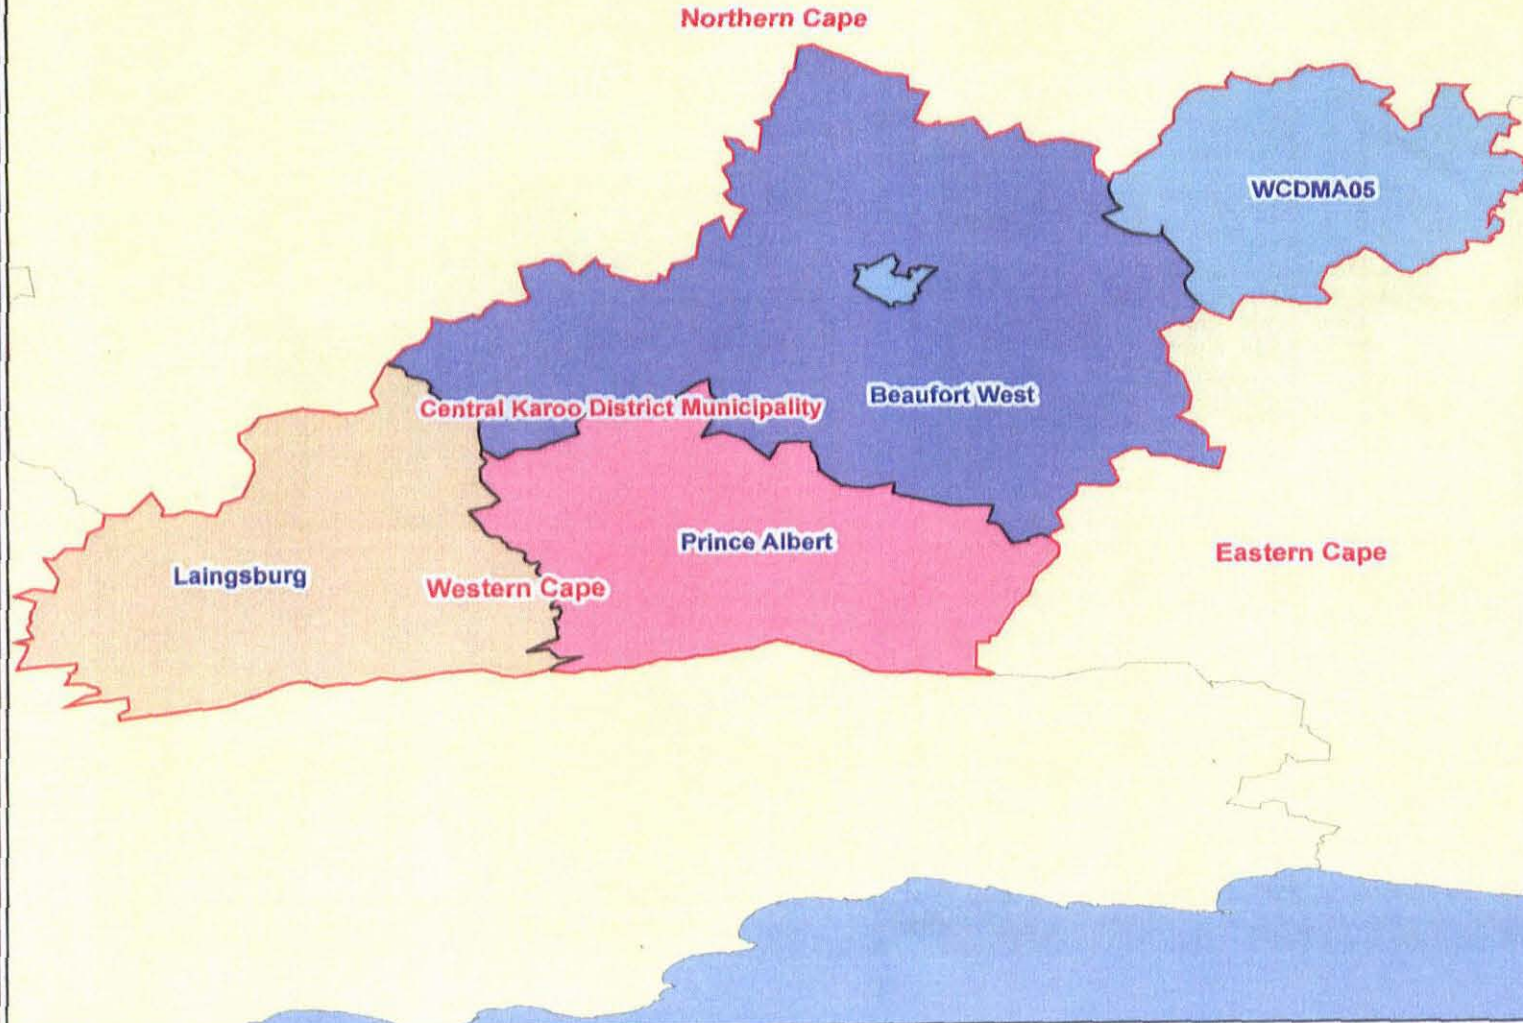 Northern Cape
WCDMA05
Beaufort West
Central Karoo District Municipality
Prince Albert
Eastern Cape
Laingsburg
Western Cape